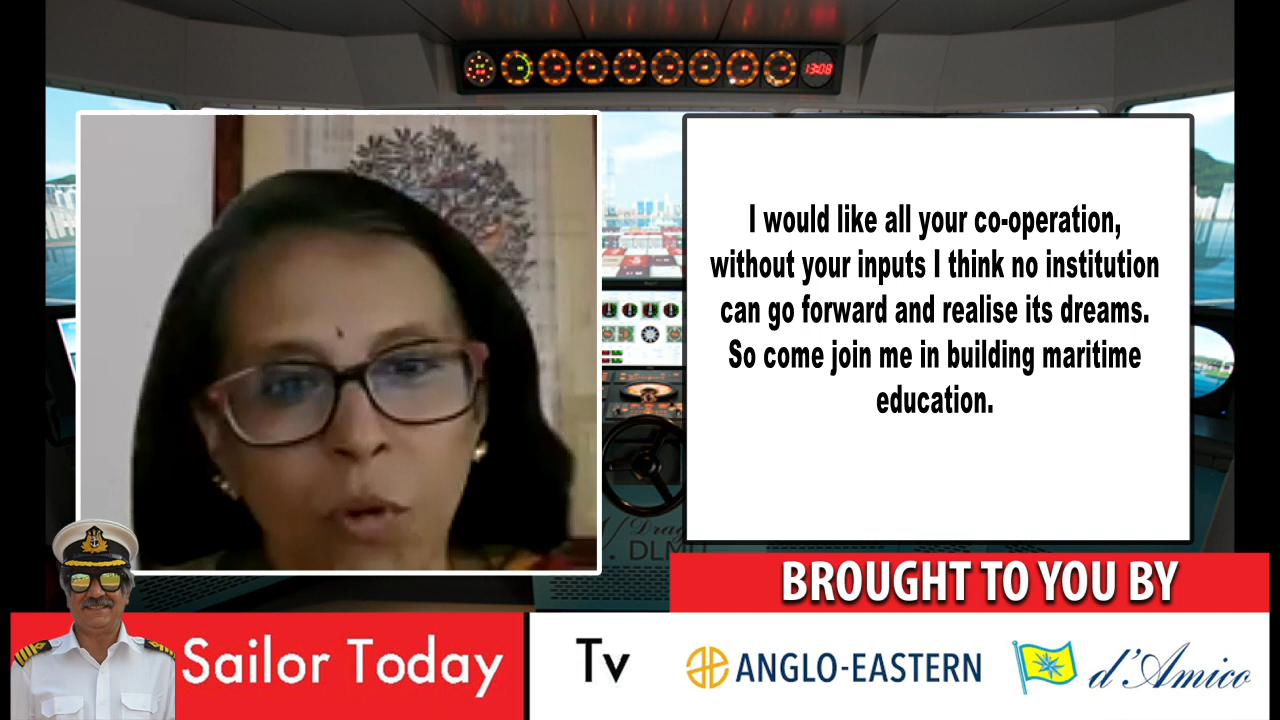 13:08
I would like all your co-operation,
without your inputs I think no institution
can go forward and realise its dreams.
So come join me in building maritime
education.
DLMU
BROUGHT TO YOU BY
Sailor Today
Tv
ANGLO-EASTERN
d'Amico